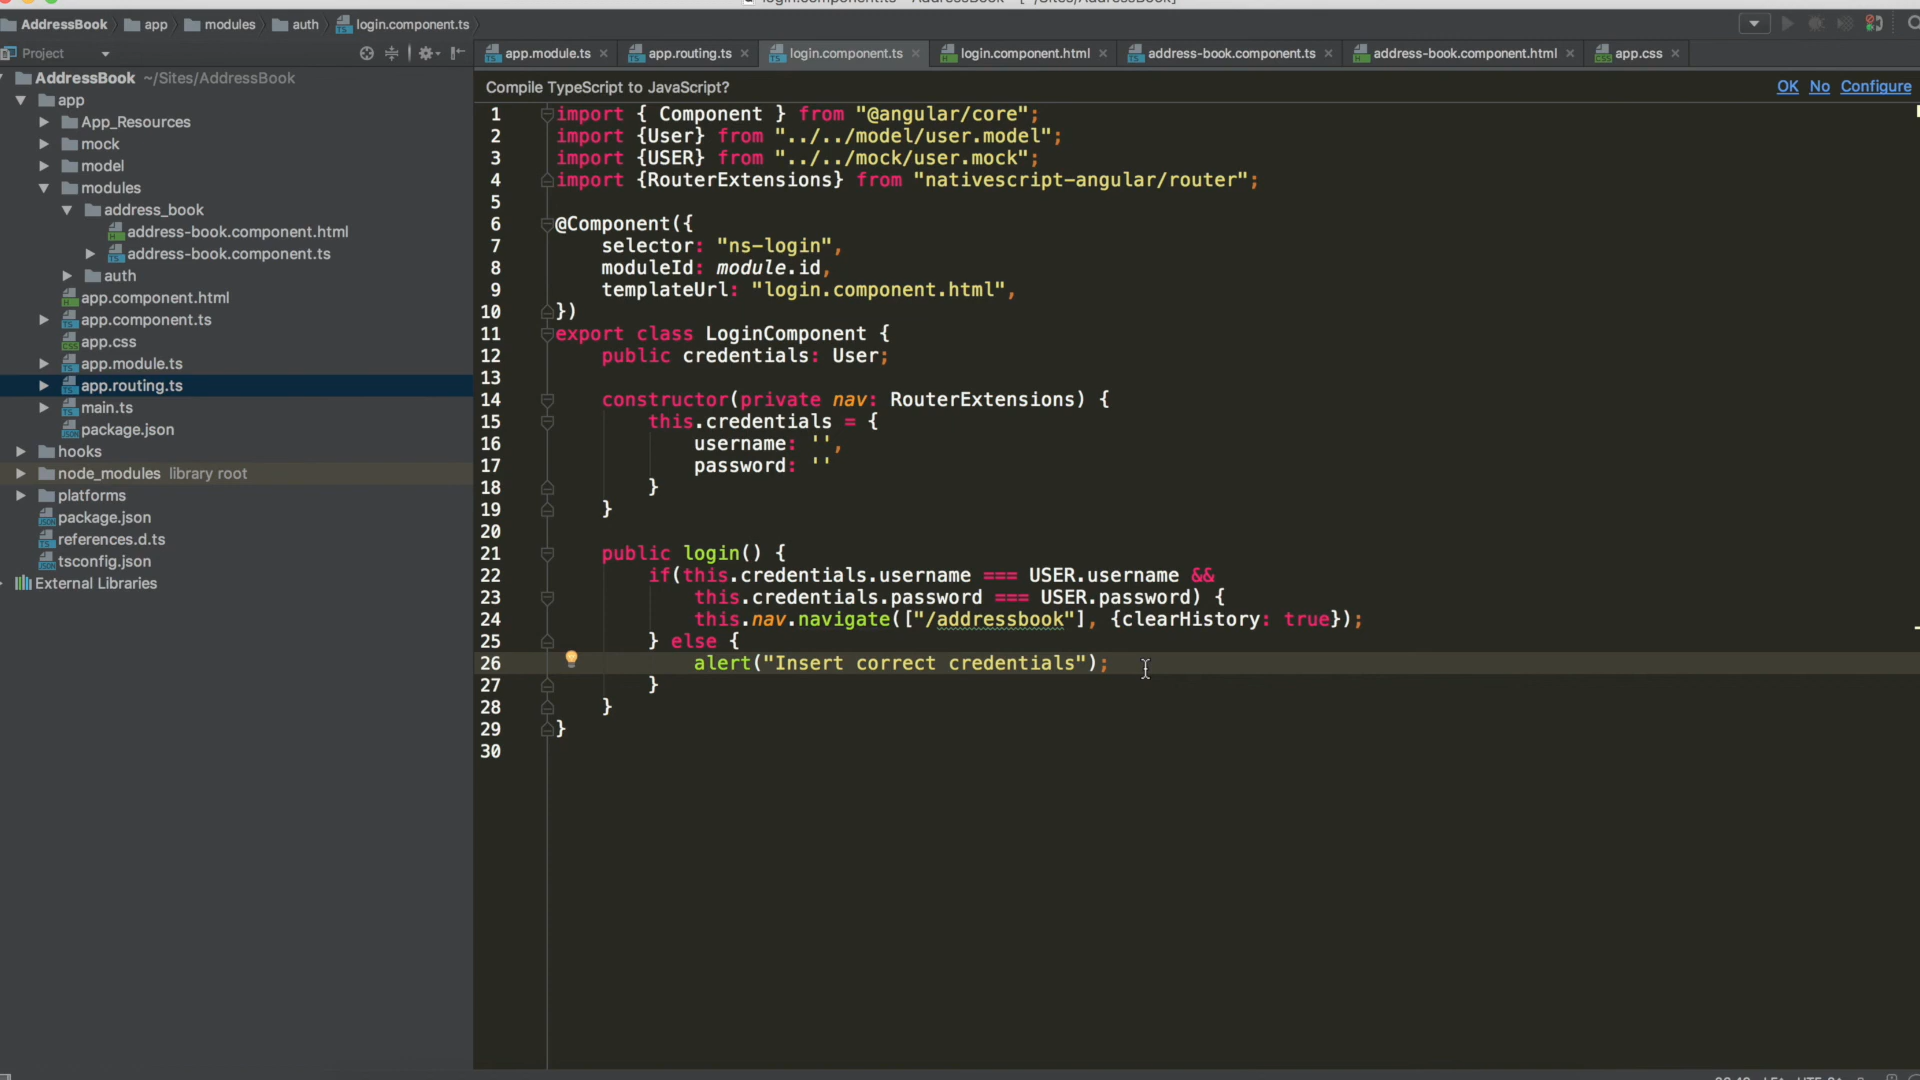 login.component.ts - AddressBook - [~/Sites/AddressBook]
AddressBook app modules auth login.component.ts
Project
app.module.ts app.routing.ts login.component.ts login.component.html address-book.component.ts address-book.component.html app.css
Compile TypeScript to JavaScript? OK No Configure
AddressBook ~/Sites/AddressBook
app
App_Resources
mock
model
modules
address_book
address-book.component.html
address-book.component.ts
auth
app.component.html
app.component.ts
app.css
app.module.ts
app.routing.ts
main.ts
package.json
hooks
node_modules library root
platforms
package.json
references.d.ts
tsconfig.json
External Libraries
1 import { Component } from "@angular/core";
2 import {User} from "../../model/user.model";
3 import {USER} from "../../mock/user.mock";
4 import {RouterExtensions} from "nativescript-angular/router";
5
6 @Component({
7 selector: "ns-login",
8 moduleId: module.id,
9 templateUrl: "login.component.html",
10 })
11 export class LoginComponent {
12 public credentials: User;
13
14 constructor(private nav: RouterExtensions) {
15 this.credentials = {
16 username: '',
17 password: ''
18 }
19 }
20
21 public login() {
22 if(this.credentials.username === USER.username &&
23 this.credentials.password === USER.password) {
24 this.nav.navigate(["/addressbook"], {clearHistory: true});
25 } else {
26 alert("Insert correct credentials");
27 }
28 }
29 }
30